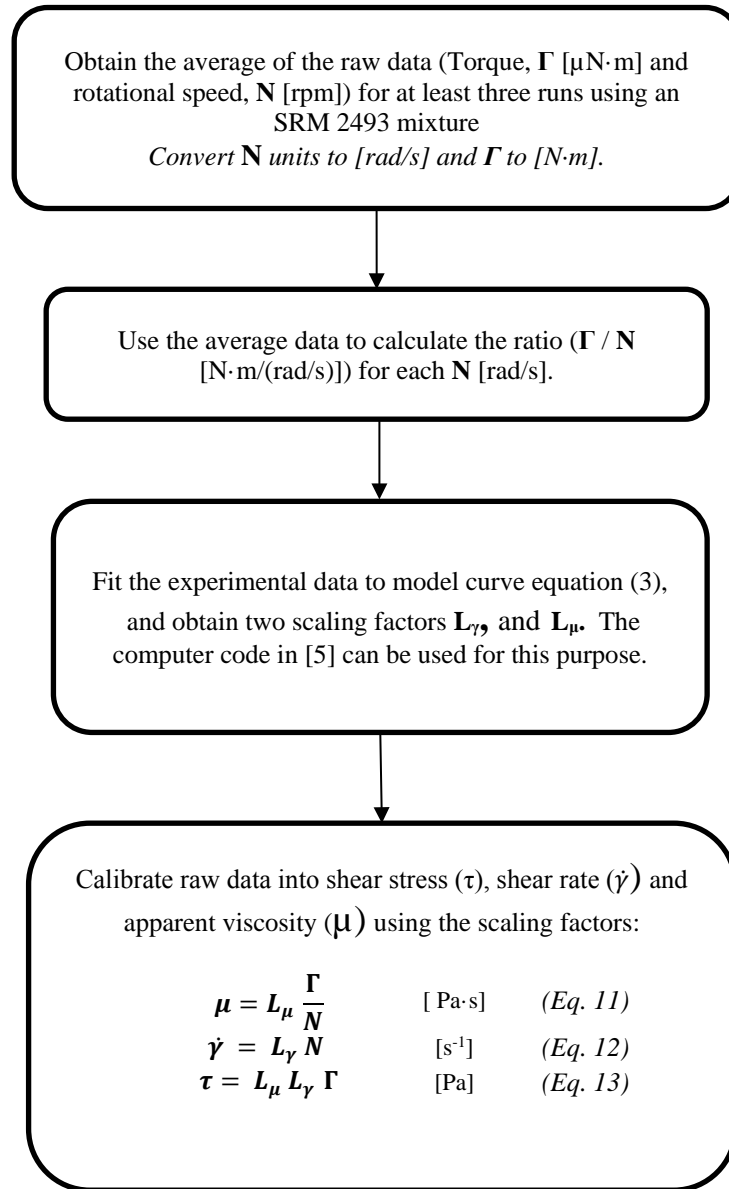 Obtain the average of the raw data (Torque, Γ [µN·m] and
rotational speed, N [rpm]) for at least three runs using an
SRM 2493 mixture
Convert N units to [rad/s] and Γ to [N·m].
Use the average data to calculate the ratio (Γ / N
[N·m/(rad/s)]) for each N [rad/s].
Fit the experimental data to model curve equation (3),
and obtain two scaling factors Lγ, and Lμ. The
computer code in [5] can be used for this purpose.
Calibrate raw data into shear stress (τ), shear rate (γ̇) and
apparent viscosity (μ) using the scaling factors:
μ = Lμ Γ/N [ Pa·s] (Eq. 11)
γ̇ = Lγ N [s⁻¹] (Eq. 12)
τ = Lμ Lγ Γ [Pa] (Eq. 13)